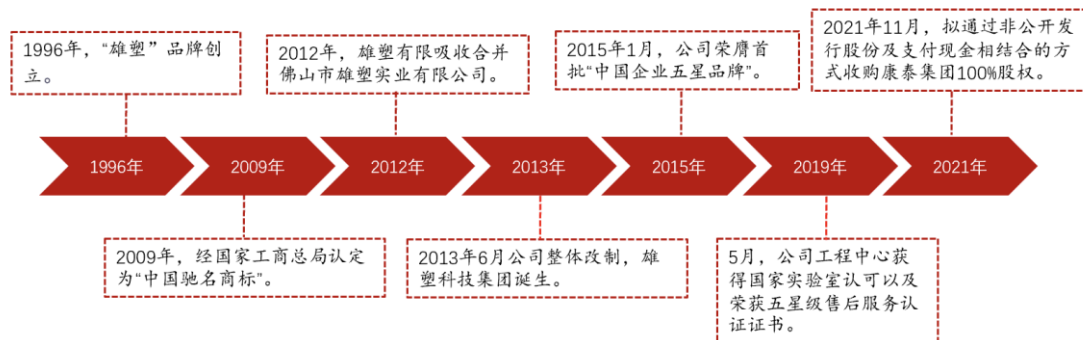 1996年，“雄塑”品牌创
立。
2012年，雄塑有限吸收合并
佛山市雄塑实业有限公司。
2015年1月，公司荣膺首
批“中国企业五星品牌”。
2021年11月，拟通过非公开发
行股份及支付现金相结合的方
式收购康泰集团100%股权。
1996年
2009年
2012年
2013年
2015年
2019年
2021年
2009年，经国家工商总局认定
为“中国驰名商标”。
2013年6月公司整体改制，雄
塑科技集团诞生。
5月，公司工程中心获
得国家实验室认可以及
荣获五星级售后服务认
证证书。